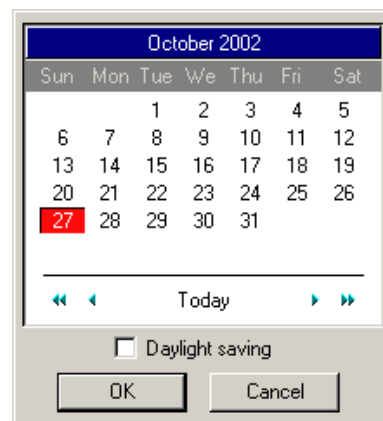 October 2002
Sun Mon Tue We Thu Fri Sat
1 2 3 4 5
6 7 8 9 10 11 12
13 14 15 16 17 18 19
20 21 22 23 24 25 26
27 28 29 30 31
Today
Daylight saving
OK Cancel